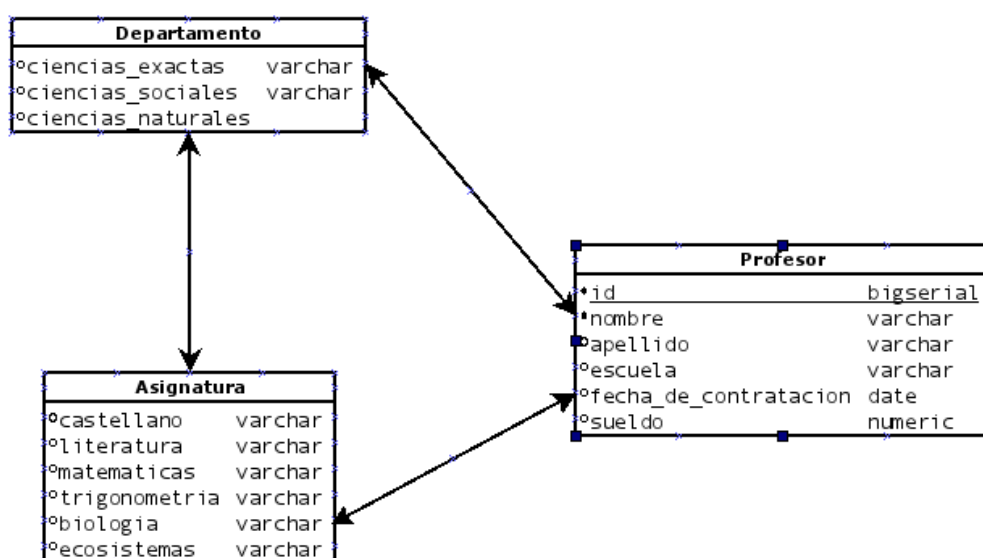 Departamento
ciencias_exactas varchar
ciencias_sociales varchar
ciencias_naturales
Profesor
id bigserial
nombre varchar
apellido varchar
escuela varchar
fecha_de_contratacion date
sueldo numeric
Asignatura
castellano varchar
literatura varchar
matematicas varchar
trigonometria varchar
biologia varchar
ecosistemas varchar